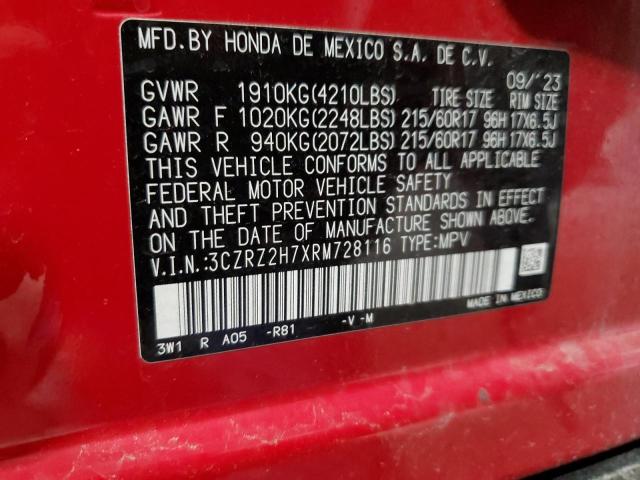 MFD.BY HONDA DE MEXICO S.A. DE C.V.
09/'23
GVWR 1910KG(4210LBS) TIRE SIZE RIM SIZE
GAWR F 1020KG(2248LBS) 215/60R17 96H 17X6.5J
GAWR R 940KG(2072LBS) 215/60R17 96H 17X6.5J
THIS VEHICLE CONFORMS TO ALL APPLICABLE
FEDERAL MOTOR VEHICLE SAFETY
AND THEFT PREVENTION STANDARDS IN EFFECT
ON THE DATE OF MANUFACTURE SHOWN ABOVE.
V.I.N.:3CZRZ2H7XRM728116 TYPE:MPV
MADE IN MEXICO
3W1 R A05 -R81 -V -M